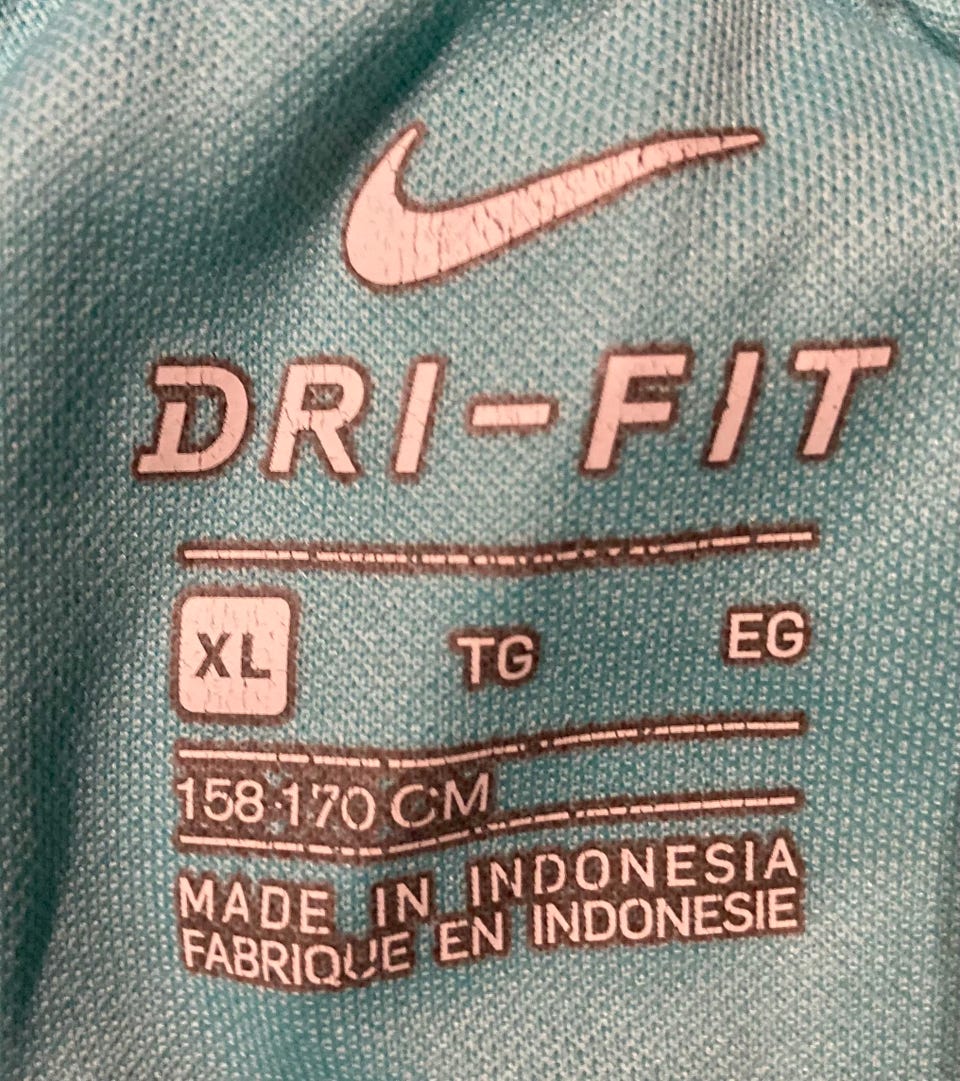 DRI-FIT
XL TG EG
158-170 CM
MADE IN INDONESIA
FABRIQUE EN INDONESIE